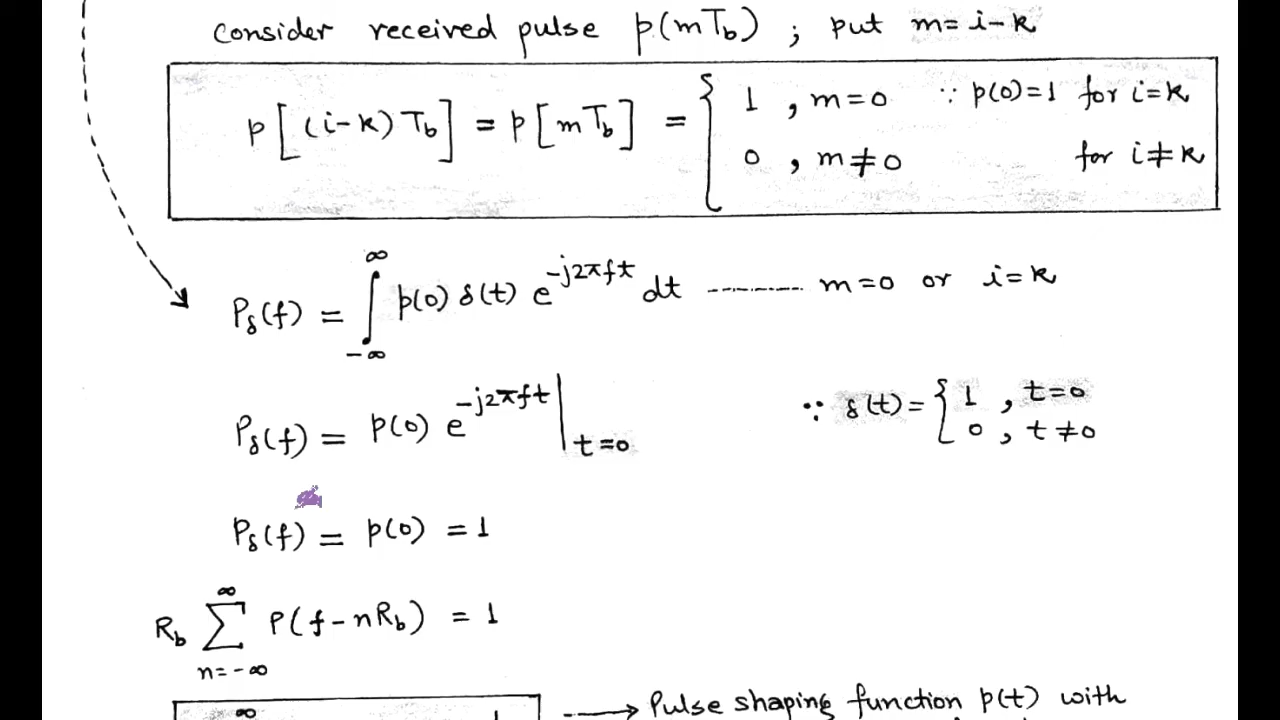 consider received pulse p(mT_b) ; put m=i-k
p[(i-k)T_b] = p[mT_b] = { 1 , m=0 ∵ p(0)=1 for i=k
0 , m≠0 for i≠k
P_δ(f) = ∫_{-∞}^{∞} p(0) δ(t) e^{-j2πft} dt --------- m=0 or i=k
P_δ(f) = p(0) e^{-j2πft} |_{t=0} ∵ δ(t) = { 1 , t=0
0 , t≠0
P_δ(f) = p(0) = 1
R_b ∑_{n=-∞}^{∞} P(f-nR_b) = 1
∞ ----> Pulse shaping function p(t) with